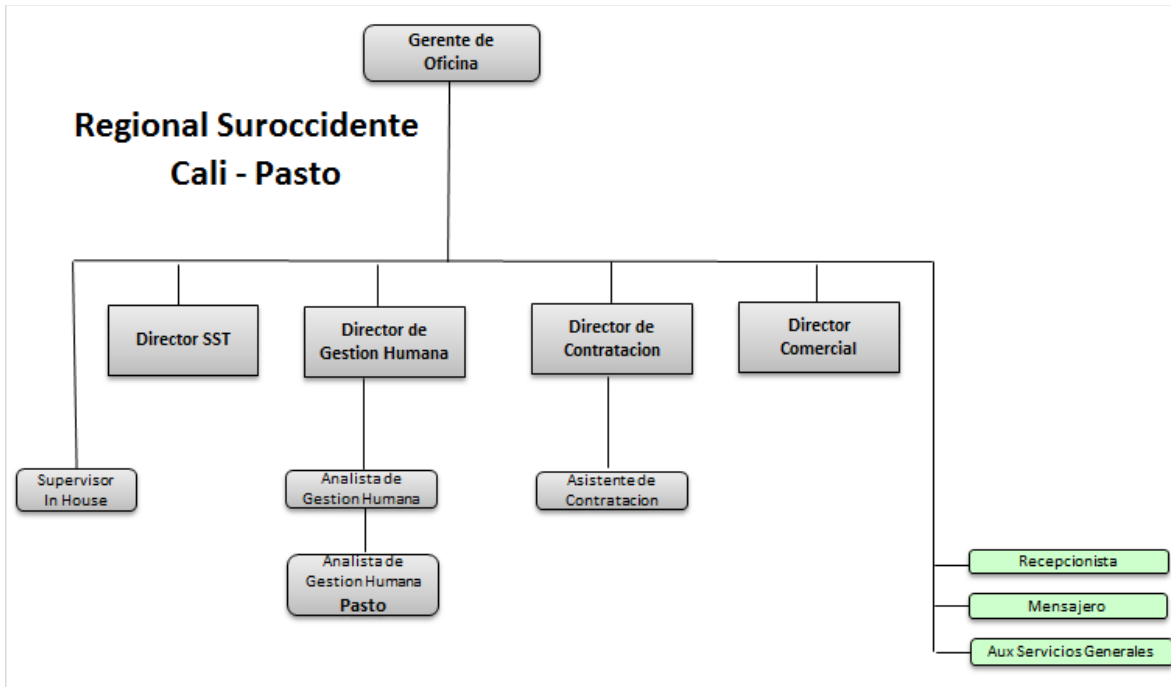 Gerente de
Oficina
Regional Suroccidente
Cali - Pasto
Director SST
Director de
Gestion Humana
Director de
Contratacion
Director
Comercial
Supervisor
In House
Analista de
Gestion Humana
Asistente de
Contratacion
Analista de
Gestion Humana
Pasto
Recepcionista
Mensajero
Aux Servicios Generales